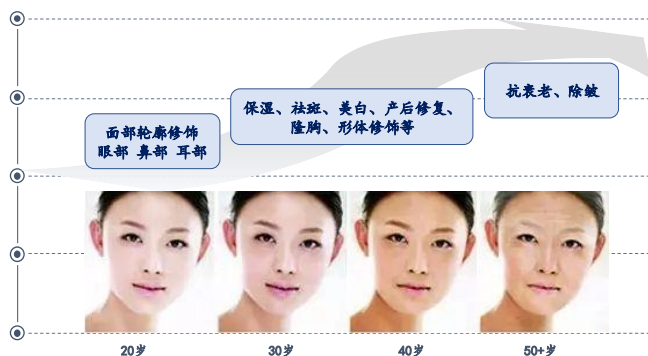 抗衰老、除皱
保湿、祛斑、美白、产后修复、
隆胸、形体修饰等
面部轮廓修饰
眼部 鼻部 耳部
20岁
30岁
40岁
50+岁